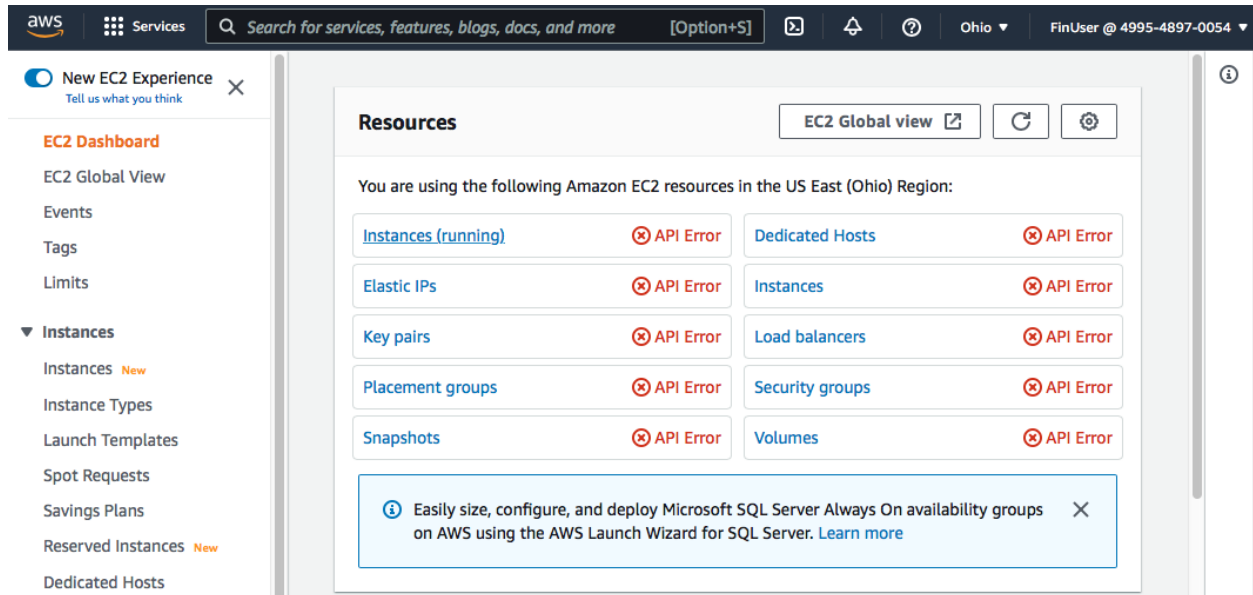 aws
Services
Search for services, features, blogs, docs, and more [Option+S]
Ohio ▼
FinUser @ 4995-4897-0054 ▼
New EC2 Experience
Tell us what you think
EC2 Dashboard
EC2 Global View
Events
Tags
Limits
▼ Instances
Instances New
Instance Types
Launch Templates
Spot Requests
Savings Plans
Reserved Instances New
Dedicated Hosts
Resources
EC2 Global view
You are using the following Amazon EC2 resources in the US East (Ohio) Region:
Instances (running) API Error
Dedicated Hosts API Error
Elastic IPs API Error
Instances API Error
Key pairs API Error
Load balancers API Error
Placement groups API Error
Security groups API Error
Snapshots API Error
Volumes API Error
Easily size, configure, and deploy Microsoft SQL Server Always On availability groups
on AWS using the AWS Launch Wizard for SQL Server. Learn more